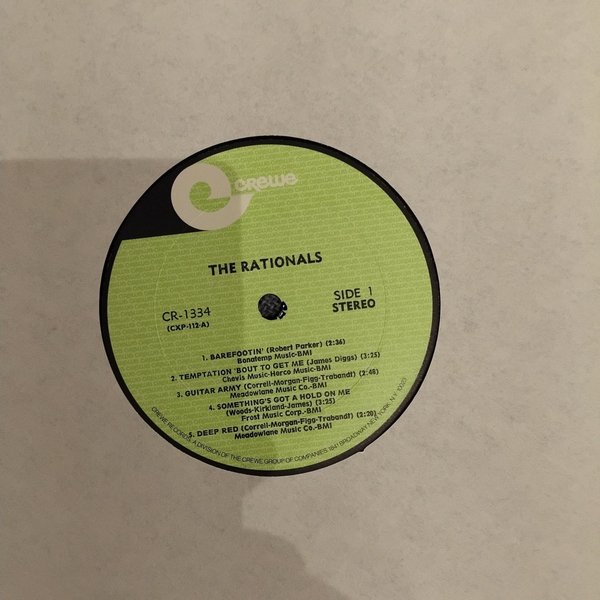 crewe
THE RATIONALS
CR-1334
(CXP-112-A)
SIDE 1
STEREO
1. BAREFOOTIN' (Robert Parker) (2:36)
Bonatemp Music-BMI
2. TEMPTATION 'BOUT TO GET ME (James Diggs) (3:25)
Chevis Music-Herco Music-BMI
3. GUITAR ARMY (Correll-Morgan-Figg-Trabandt) (2:46)
Meadowlane Music Co.-BMI
4. SOMETHING'S GOT A HOLD ON ME
(Woods-Kirkland-James) (3:25)
Frost Music Corp.-BMI
5. DEEP RED (Correll-Morgan-Figg-Trabandt) (2:20)
Meadowlane Music Co.-BMI
CREWE RECORDS, A DIVISION OF THE CREWE GROUP OF COMPANIES 1841 BROADWAY NEW YORK, N.Y. 10023